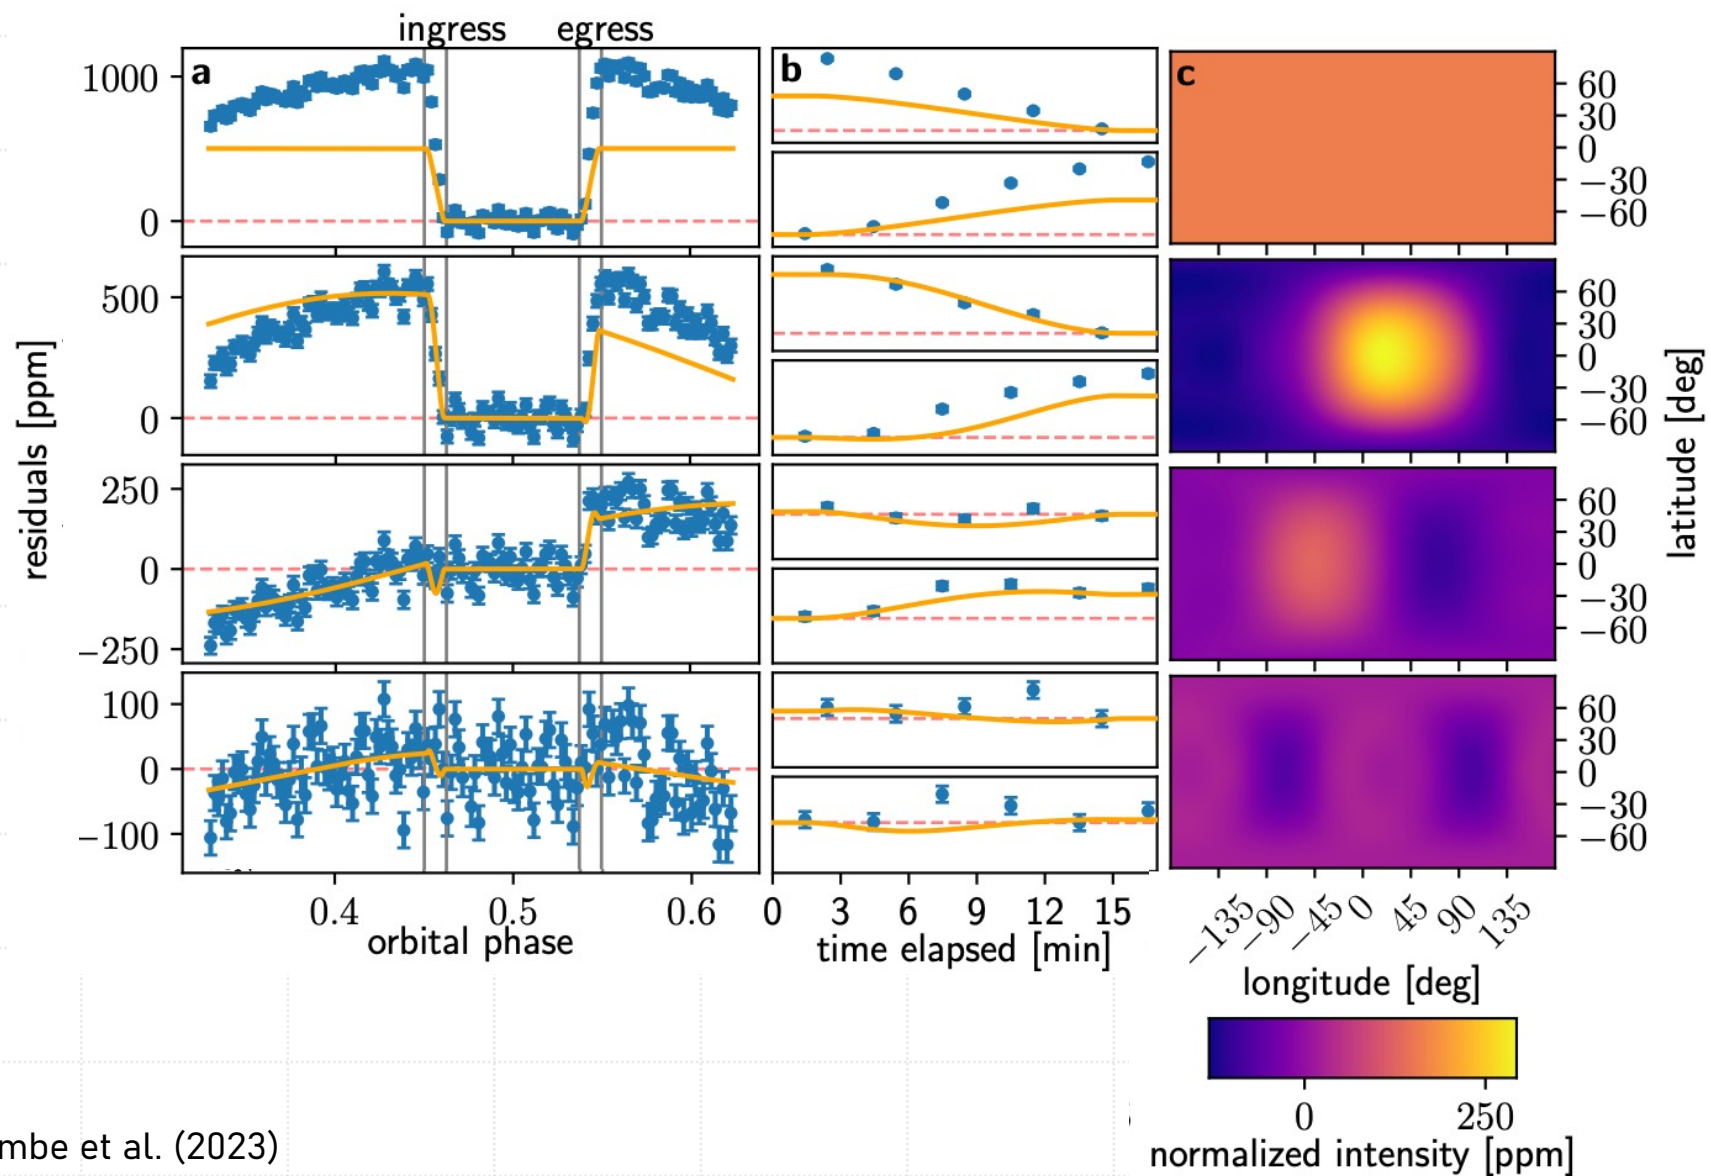 ingress egress
a
b
c
1000
0
500
0
250
0
−250
100
0
−100
residuals [ppm]
0.4 0.5 0.6
orbital phase
0 3 6 9 12 15
time elapsed [min]
60
30
0
−30
−60
60
30
0
−30
−60
60
30
0
−30
−60
60
30
0
−30
−60
latitude [deg]
−135 −90 −45 0 45 90 135
longitude [deg]
0 250
normalized intensity [ppm]
mbe et al. (2023)